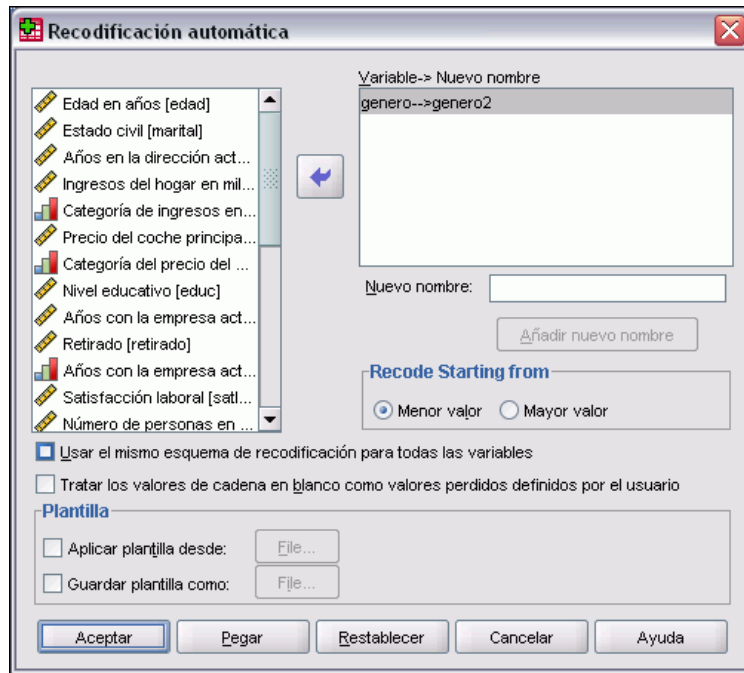 Recodificación automática
Edad en años [edad]
Estado civil [marital]
Años en la dirección act...
Ingresos del hogar en mil...
Categoría de ingresos en...
Precio del coche principa...
Categoría del precio del ...
Nivel educativo [educ]
Años con la empresa act...
Retirado [retirado]
Años con la empresa act...
Satisfacción laboral [satl...
Número de personas en ...
Variable-> Nuevo nombre
genero-->genero2
Nuevo nombre:
Añadir nuevo nombre
Recode Starting from
Menor valor Mayor valor
Usar el mismo esquema de recodificación para todas las variables
Tratar los valores de cadena en blanco como valores perdidos definidos por el usuario
Plantilla
Aplicar plantilla desde: File...
Guardar plantilla como: File...
Aceptar Pegar Restablecer Cancelar Ayuda